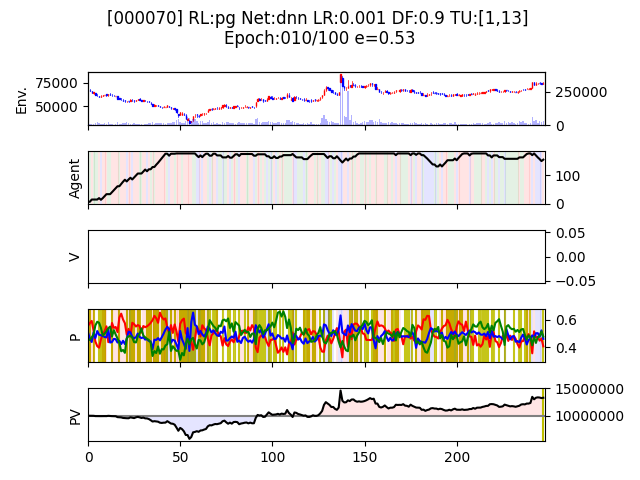 [000070] RL:pg Net:dnn LR:0.001 DF:0.9 TU:[1,13]
Epoch:010/100 e=0.53
Env.
75000
50000
250000
0
Agent
100
0
V
0.05
0.00
−0.05
P
0.6
0.4
PV
15000000
10000000
0
50
100
150
200